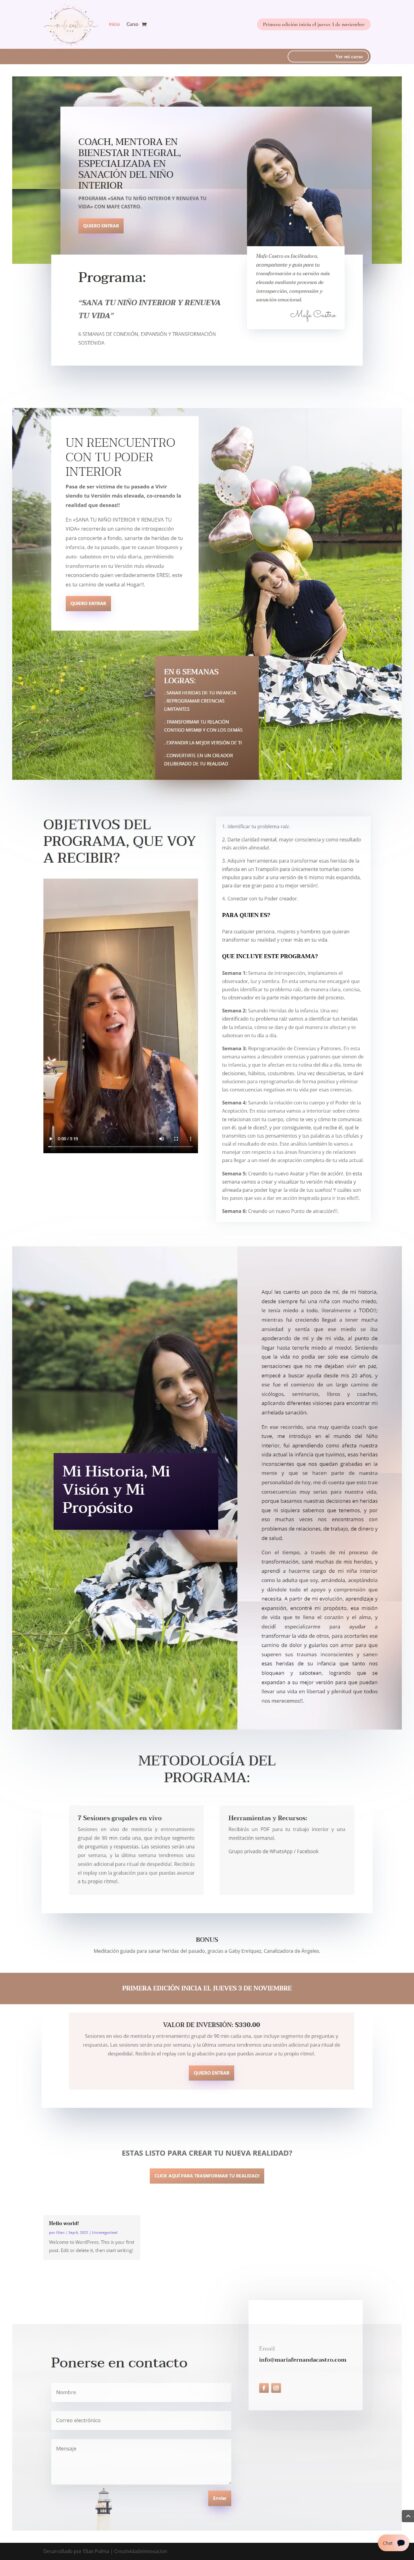 mafe castro
Inicio
Curso
Primera edición inicia el jueves 3 de noviembre
Ver mi curso
COACH, MENTORA EN
BIENESTAR INTEGRAL,
ESPECIALIZADA EN
SANACIÓN DEL NIÑO
INTERIOR
PROGRAMA «SANA TU NIÑO INTERIOR Y RENUEVA TU
VIDA» CON MAFE CASTRO.
QUIERO ENTRAR
Mafe Castro es facilitadora,
acompañante y guía para tu
transformación a tu versión más
elevada mediante procesos de
introspección, comprensión y
sanación emocional.
Mafe Castro
Programa:
“SANA TU NIÑO INTERIOR Y RENUEVA
TU VIDA”
6 SEMANAS DE CONEXIÓN, EXPANSIÓN Y TRANSFORMACIÓN
SOSTENIDA
UN REENCUENTRO
CON TU PODER
INTERIOR
Pasa de ser víctima de tu pasado a Vivir
siendo tu Versión más elevada, co-creando la
realidad que deseas!!
En «SANA TU NIÑO INTERIOR Y RENUEVA TU
VIDA» recorrerás un camino de introspección
para conocerte a fondo, sanarte de heridas de tu
infancia, de tu pasado, que te causan bloqueos y
auto- saboteos en tu vida diaria, permitiendo
transformarte en tu Versión más elevada
reconociendo quien verdaderamente ERES!, este
es tu camino de vuelta al Hogar!!.
QUIERO ENTRAR
EN 6 SEMANAS
LOGRAS:
. SANAR HERIDAS DE TU INFANCIA
. REPROGRAMAR CREENCIAS
LIMITANTES
. TRANSFORMAR TU RELACIÓN
CONTIGO MISM@ Y CON LOS DEMÁS
. EXPANDIR LA MEJOR VERSIÓN DE TI
. CONVERTIRTE EN UN CREADOR
DELIBERADO DE TU REALIDAD
OBJETIVOS DEL
PROGRAMA, QUE VOY
A RECIBIR?
0:00 / 3:10
1. Identificar tu problema raíz.
2. Darte claridad mental, mayor consciencia y como resultado
más acción alineada!.
3. Adquirir herramientas para transformar esas heridas de la
infancia en un Trampolín para únicamente tomarlas como
impulso para subir a una versión de ti mismo más expandida,
para dar ese gran paso a tu mejor versión!.
4. Conectar con tu Poder creador.
PARA QUIEN ES?
Para cualquier persona, mujeres y hombres que quieran
transformar su realidad y crear más en su vida.
QUE INCLUYE ESTE PROGRAMA?
Semana 1: Semana de Introspección, implantamos el
observador, luz y sombra. En esta semana me encargaré que
puedas identificar tu problema raíz, de manera clara, concisa,
tu observador es la parte más importante del proceso.
Semana 2: Sanando Heridas de la infancia. Una vez
identificado tu problema raíz vamos a identificar tus heridas,
de la infancia, cómo se dan y de qué manera te afectan y se
sabotean en tu día a día.
Semana 3: Reprogramación de Creencias y Patrones. En esta
semana vamos a descubrir creencias y patrones que vienen de
tu infancia, y que te afectan en tu rutina del día a día, toma de
decisiones, hábitos, costumbres. Una vez descubiertas, se dará
soluciones para reprogramarlas de forma positiva y eliminar
las consecuencias negativas en tu vida por esas creencias.
Semana 4: Sanando la relación con tu cuerpo y el Poder de la
Aceptación. En esta semana vamos a interiorizar sobre cómo
te relacionas con tu cuerpo, cómo te ves y cómo te comunicas
con él; qué le dices?, y por consiguiente, qué recibe él, qué le
transmites con tus pensamientos y tus palabras a tus células y
cuál es el resultado de esto. Este análisis también lo vamos a
manejar con respecto a tus áreas financiera y de relaciones
para llegar a un nivel de aceptación completa de tu vida actual.
Semana 5: Creando tu nuevo Avatar y Plan de acción!. En esta
semana vamos a crear y visualizar tu versión más elevada y
alineada para poder lograr la vida de tus sueños! Y cuáles son
los pasos que vas a dar en acción inspirada para ir tras ello!!!.
Semana 6: Creando un nuevo Punto de atracción!!!.
Mi Historia, Mi
Visión y Mi
Propósito
Aquí les cuento un poco de mí, de mi historia,
desde siempre fui una niña con mucho miedo,
le tenía miedo a todo, literalmente a TODO!!;
mientras fui creciendo llegué a tener mucha
ansiedad y sentía que ese miedo se iba
apoderando de mí y de mi vida, al punto de
llegar hasta tenerle miedo al miedo!. Sintiendo
que la vida no podía ser solo ese cúmulo de
sensaciones que no me dejaban vivir en paz,
empecé a buscar ayuda desde mis 20 años, y
ese fue el comienzo de un largo camino de
sicólogos, seminarios, libros y coaches,
aplicando diferentes visiones para encontrar mi
anhelada sanación.
En ese recorrido, una muy querida coach que
tuve, me introdujo en el mundo del Niño
Interior, fui aprendiendo como afecta nuestra
vida actual la infancia que tuvimos, esas heridas
inconscientes que nos quedan grabadas en la
mente y que se hacen parte de nuestra
personalidad de hoy, me di cuenta que esto trae
consecuencias muy serias para nuestra vida,
porque basamos nuestras decisiones en heridas
que ni siquiera sabemos que tenemos, y por
eso muchas veces nos encontramos con
problemas de relaciones, de trabajo, de dinero y
de salud.
Con el tiempo, a través de mi proceso de
transformación, sané muchas de mis heridas, y
aprendí a hacerme cargo de mi niña interior
como la adulta que soy, amándola, aceptándola
y dándole todo el apoyo y comprensión que
necesita. A partir de mi evolución, aprendizaje y
expansión, encontré mi propósito, esa misión
de vida que te llena el corazón y el alma, y
decidí especializarme para ayudar a
transformar la vida de otros, para acortarles ese
camino de dolor y guiarlos con amor para que
superen sus traumas inconscientes y sanen
esas heridas de su infancia que tanto nos
bloquean y sabotean, logrando que se
expandan a su mejor versión para que puedan
llevar una vida en libertad y plenitud que todos
nos merecemos!!.
METODOLOGÍA DEL
PROGRAMA:
7 Sesiones grupales en vivo
Sesiones en vivo de mentoría y entrenamiento
grupal de 90 min cada una, que incluye segmento
de preguntas y respuestas. Las sesiones serán una
por semana, y la última semana tendremos una
sesión adicional para ritual de despedida!. Recibirás
el replay con la grabación para que puedas avanzar
a tu propio ritmo!.
Herramientas y Recursos:
Recibirás un PDF para tu trabajo interior y una
meditación semanal.
Grupo privado de WhatsApp / Facebook
BONUS
Meditación guiada para sanar heridas del pasado, gracias a Gaby Enríquez, Canalizadora de Ángeles.
PRIMERA EDICIÓN INICIA EL JUEVES 3 DE NOVIEMBRE
VALOR DE INVERSIÓN: $330.00
Sesiones en vivo de mentoría y entrenamiento grupal de 90 min cada una, que incluye segmento de preguntas y
respuestas. Las sesiones serán una por semana, y la última semana tendremos una sesión adicional para ritual de
despedida!. Recibirás el replay con la grabación para que puedas avanzar a tu propio ritmo!.
QUIERO ENTRAR
ESTAS LISTO PARA CREAR TU NUEVA REALIDAD?
CLICK AQUÍ PARA TRASNFORMAR TU REALIDAD!
Hello world!
por Elian | Sep 6, 2022 | Uncategorized
Welcome to WordPress. This is your first
post. Edit or delete it, then start writing!
Ponerse en contacto
Nombre
Correo electrónico
Mensaje
Enviar
Email
info@mariafernandacastro.com
Desarrollado por Elian Palma | Creatividadeinnovacion
Chat